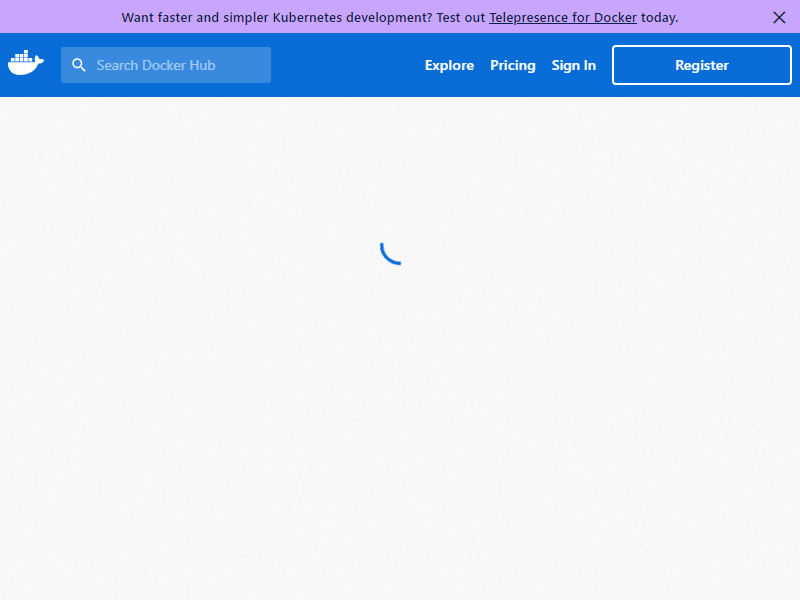 Want faster and simpler Kubernetes development? Test out Telepresence for Docker today.
Search Docker Hub
Explore
Pricing
Sign In
Register